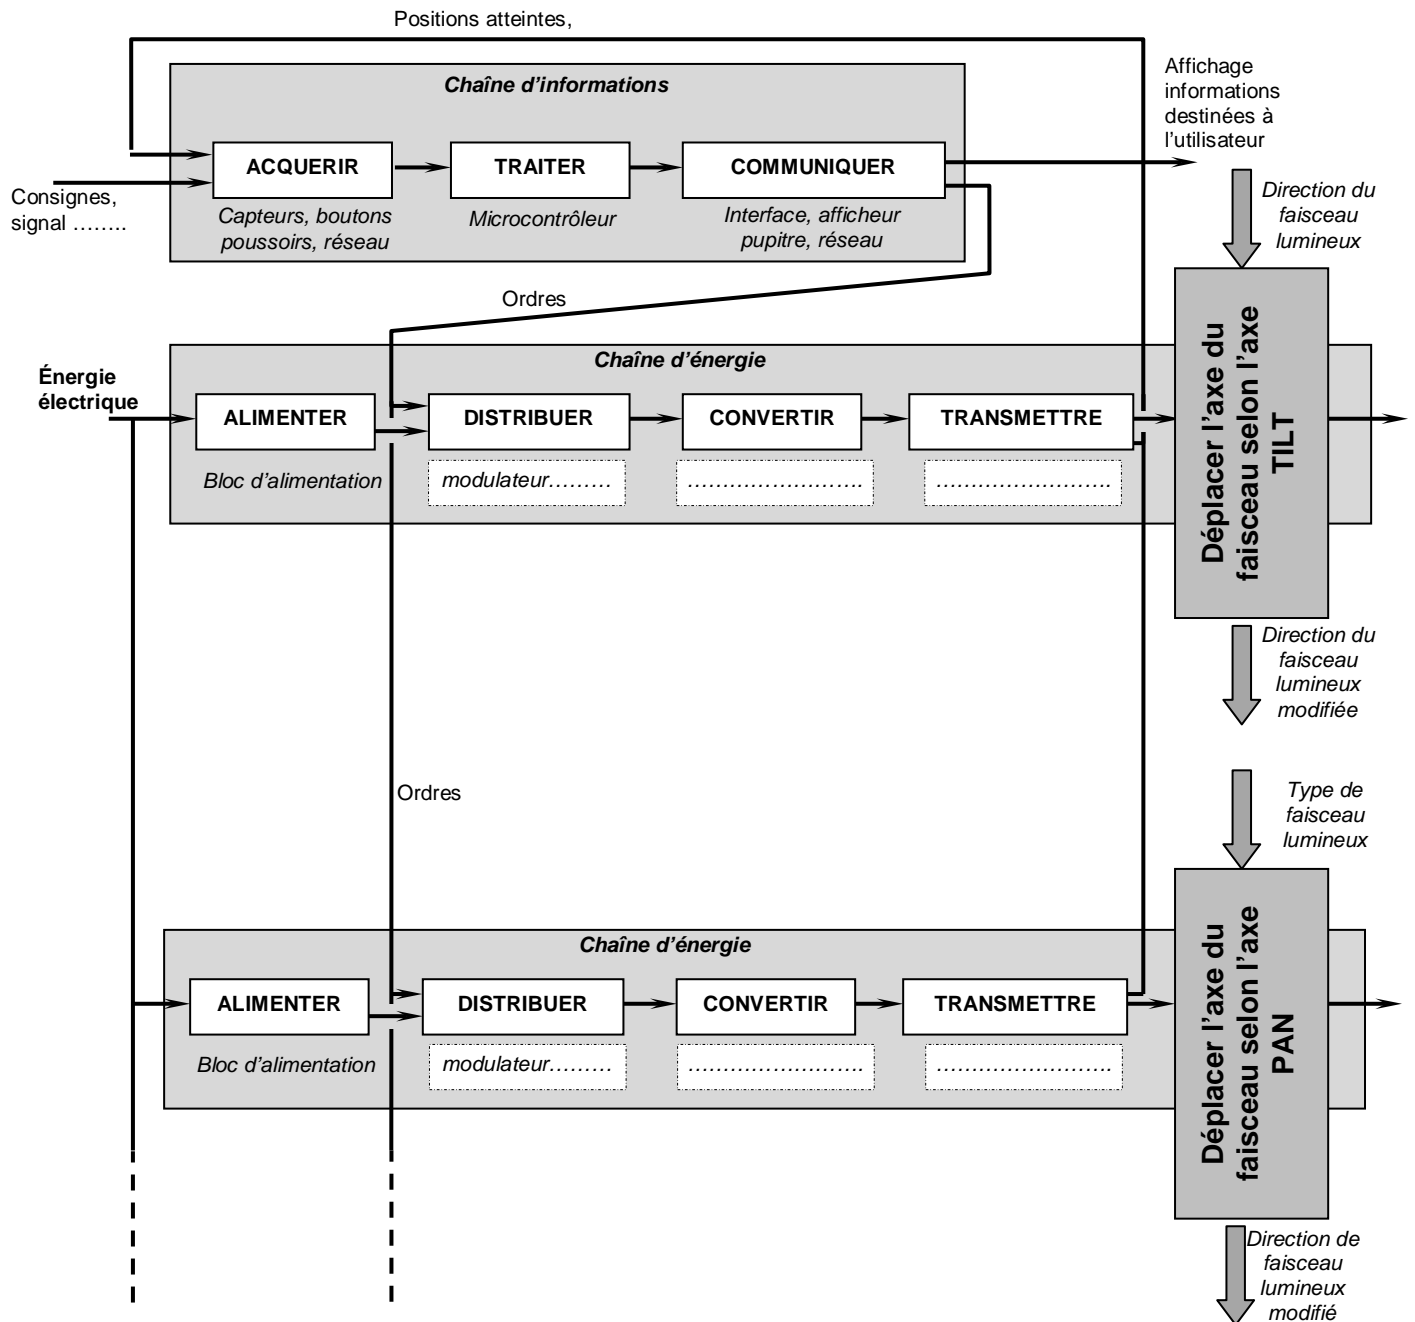 Positions atteintes,
Chaîne d'informations
Affichage
informations
destinées à
l'utilisateur
ACQUERIR
TRAITER
COMMUNIQUER
Consignes,
signal ……..
Capteurs, boutons
poussoirs, réseau
Microcontrôleur
Interface, afficheur
pupitre, réseau
Direction du
faisceau
lumineux
Ordres
Chaîne d'énergie
Énergie
électrique
ALIMENTER
DISTRIBUER
CONVERTIR
TRANSMETTRE
Bloc d'alimentation
modulateur………
…………………….
…………………….
Déplacer l'axe du
faisceau selon l'axe
TILT
Direction du
faisceau
lumineux
modifiée
Ordres
Type de
faisceau
lumineux
Chaîne d'énergie
ALIMENTER
DISTRIBUER
CONVERTIR
TRANSMETTRE
Bloc d'alimentation
modulateur………
…………………….
…………………….
Déplacer l'axe du
faisceau selon l'axe
PAN
Direction de
faisceau
lumineux
modifié